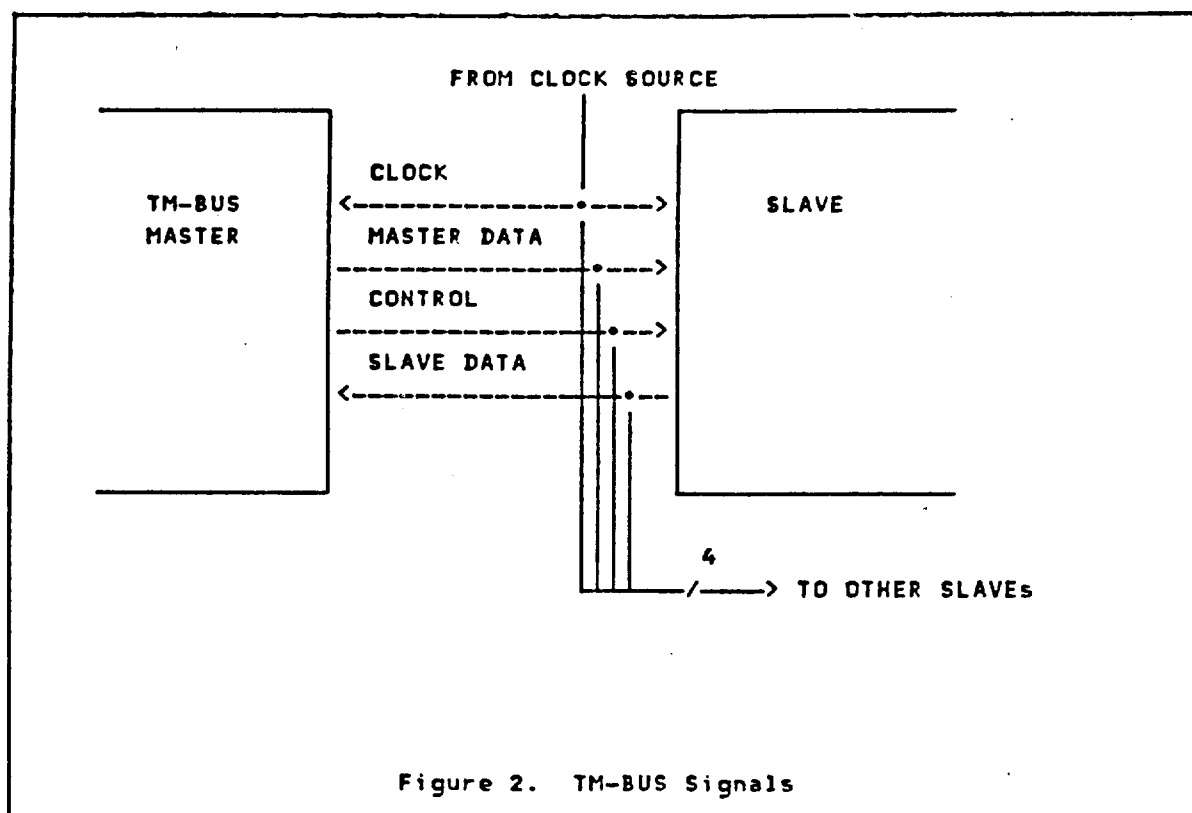 FROM CLOCK SOURCE
CLOCK
TM-BUS
MASTER
SLAVE
MASTER DATA
CONTROL
SLAVE DATA
4
TO OTHER SLAVEs
Figure 2. TM-BUS Signals